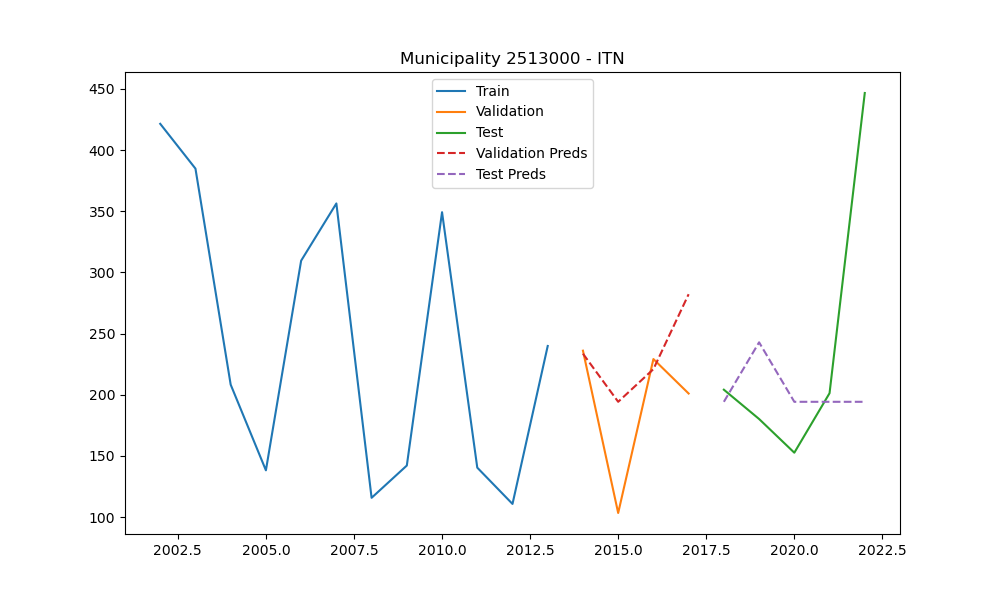 Municipality 2513000 - ITN
Train
Validation
Test
Validation Preds
Test Preds
450
400
350
300
250
200
150
100
2002.5 2005.0 2007.5 2010.0 2012.5 2015.0 2017.5 2020.0 2022.5